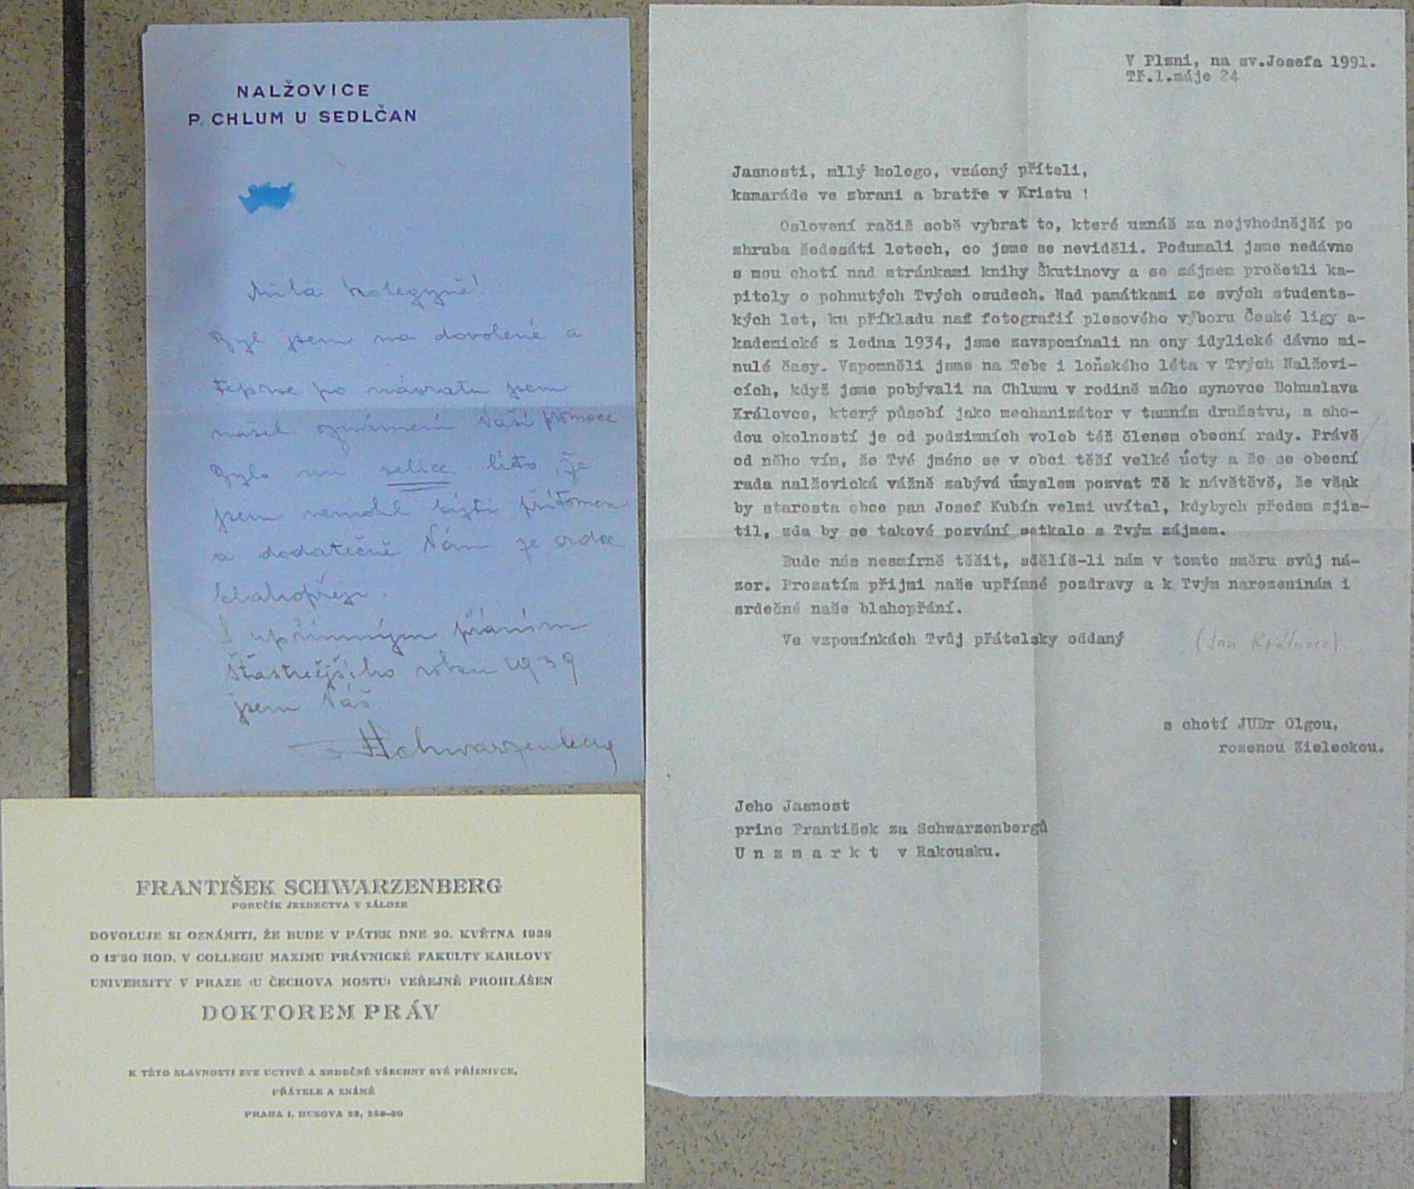 NALŽOVICE
P. CHLUM U SEDLČAN
Milá kolegyně!
Byl jsem na dovolené a
teprve po návratu jsem
našel oznámení Vaší promoce
Bylo mi velice líto, že
jsem nemohl býti přítomen
a dodatečně Vám ze srdce
blahopřeji.
S upřímným přáním
šťastnějšího roku 1939
jsem Váš
FSchwarzenberg
FRANTIŠEK SCHWARZENBERG
PORUČÍK JEZDECTVA V ZÁLOZE
DOVOLUJE SI OZNÁMITI, ŽE BUDE V PÁTEK DNE 20. KVĚTNA 1938
O 12'30 HOD. V COLLEGIU MAXIMU PRÁVNICKÉ FAKULTY KARLOVY
UNIVERSITY V PRAZE (U ČECHOVA MOSTU) VEŘEJNĚ PROHLÁŠEN
DOKTOREM PRÁV
K TÉTO SLAVNOSTI ZVE UCTIVĚ A SRDEČNĚ VŠECHNY SVÉ PŘÍZNIVCE,
PŘÁTELE A ZNÁMÉ
PRAHA I, HUSOVA
V Plzni, na sv.Josefa 1991.
Tř.1.máje 24
Jasnosti, milý kolego, vzácný příteli,
kamaráde ve zbrani a bratře v Kristu !
Oslovení račiž sobě vybrat to, které uznáš za nejvhodnější po
zhruba šedesáti letech, co jsme se neviděli. Podumali jsme nedávno
s mou chotí nad stránkami knihy Škutinovy a se zájmem pročetli ka-
pitoly o pohnutých Tvých osudech. Nad památkami ze svých students-
kých let, ku příkladu nad fotografií plesového výboru České ligy a-
kademické z ledna 1934, jsme zavzpomínali na ony idylické dávno mi-
nulé časy. Vzpomněli jsme na Tebe i loňského léta v Tvých Nalžovi-
cích, když jsme pobývali na Chlumu v rodině mého synovce Bohuslava
Královce, který působí jako mechanizátor v tamním družstvu, a sho-
dou okolností je od podzimních voleb též členem obecní rady. Právě
od něho vím, že Tvé jméno se v obci těší velké úcty a že se obecní
rada nalžovická vážně zabývá úmyslem pozvat Tě k návštěvě, že však
by starosta obce pan Josef Kubín velmi uvítal, kdybych předem zjis-
til, zda by se takové pozvání setkalo s Tvým zájmem.
Bude nás nesmírně těšit, sdělíš-li nám v tomto směru svůj ná-
zor. Prozatím přijmi naše upřímné pozdravy a k Tvým narozeninám i
srdečné naše blahopřání.
Ve vzpomínkách Tvůj přátelsky oddaný (Jan Královec)
s chotí JUDr Olgou,
rozenou Zieleckou.
Jeho Jasnost
princ František ze Schwarzenbergů
U n z m a r k t v Rakousku.